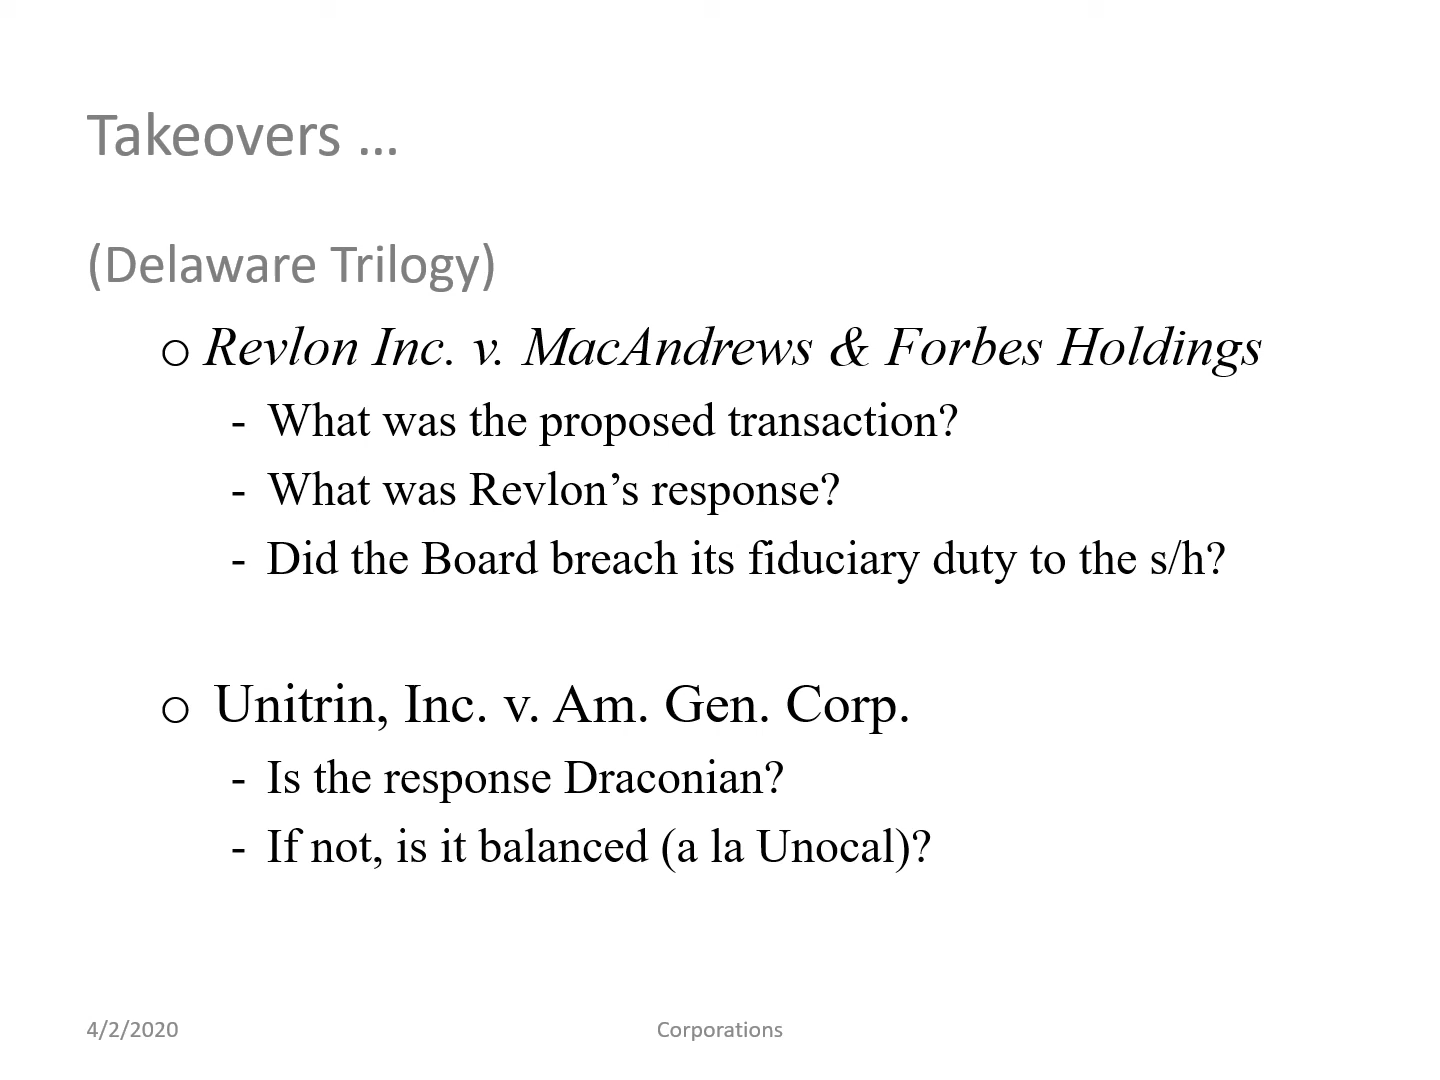 Takeovers …
(Delaware Trilogy)
o Revlon Inc. v. MacAndrews & Forbes Holdings
- What was the proposed transaction?
- What was Revlon’s response?
- Did the Board breach its fiduciary duty to the s/h?
o Unitrin, Inc. v. Am. Gen. Corp.
- Is the response Draconian?
- If not, is it balanced (a la Unocal)?
4/2/2020
Corporations